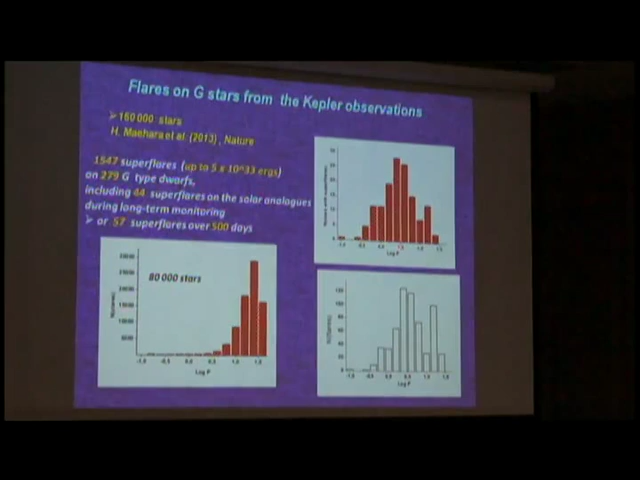 Flares on G stars from the Kepler observations
➢160 000 stars
H. Maehara et al. (2013), Nature
1547 superflares (up to 5 x 10^33 ergs)
on 279 G type dwarfs,
including 44 superflares on the solar analogues
during long-term monitoring
➢ or 57 superflares over 500 days
80 000 stars
Log P
Log P
Log P